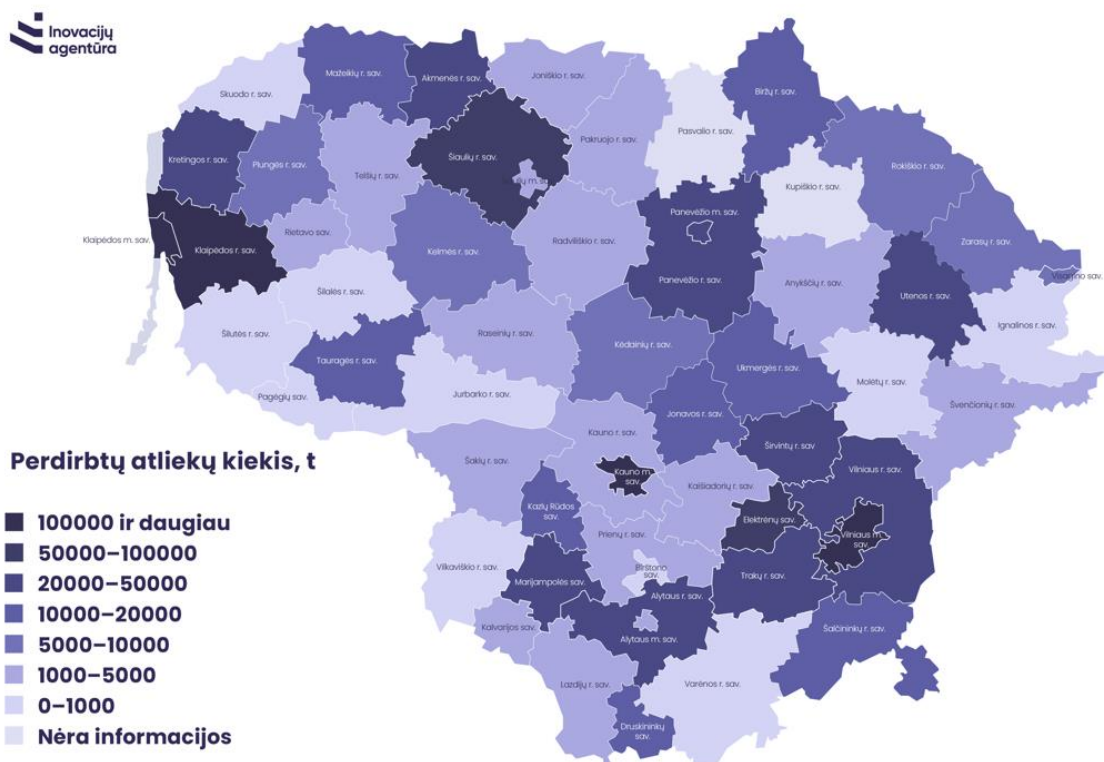 Inovacijų
agentūra
Skuodo r. sav.
Mažeikių r. sav.
Akmenės r. sav.
Joniškio r. sav.
Biržų r. sav.
Pasvalio r. sav.
Pakruojo r. sav.
Kretingos r. sav.
Plungės r. sav.
Telšių r. sav.
Šiaulių r. sav.
Rokiškio r. sav.
Kupiškio r. sav.
Klaipėdos m. sav.
Klaipėdos r. sav.
Rietavo sav.
Kelmės r. sav.
Radviliškio r. sav.
Panevėžio m. sav.
Panevėžio r. sav.
Zarasų r. sav.
Visagino sav.
Anykščių r. sav.
Utenos r. sav.
Ignalinos r. sav.
Šilalės r. sav.
Šilutės r. sav.
Raseinių r. sav.
Kėdainių r. sav.
Tauragės r. sav.
Ukmergės r. sav.
Molėtų r. sav.
Pagėgių sav.
Jurbarko r. sav.
Jonavos r. sav.
Švenčionių r. sav.
Kauno r. sav.
Širvintų r. sav.
Šakių r. sav.
Kauno m.
sav.
Kaišiadorių r. sav.
Vilniaus r. sav.
Kazlų Rūdos
sav.
Elektrėnų sav.
Vilniaus m.
sav.
Prienų r. sav.
Vilkaviškio r. sav.
Birštono
sav.
Marijampolės sav.
Trakų r. sav.
Alytaus r. sav.
Kalvarijos sav.
Alytaus m. sav.
Šalčininkų r. sav.
Lazdijų r. sav.
Varėnos r. sav.
Druskininkų
sav.
Perdirbtų atliekų kiekis, t
100000 ir daugiau
50000–100000
20000–50000
10000–20000
5000–10000
1000–5000
0–1000
Nėra informacijos